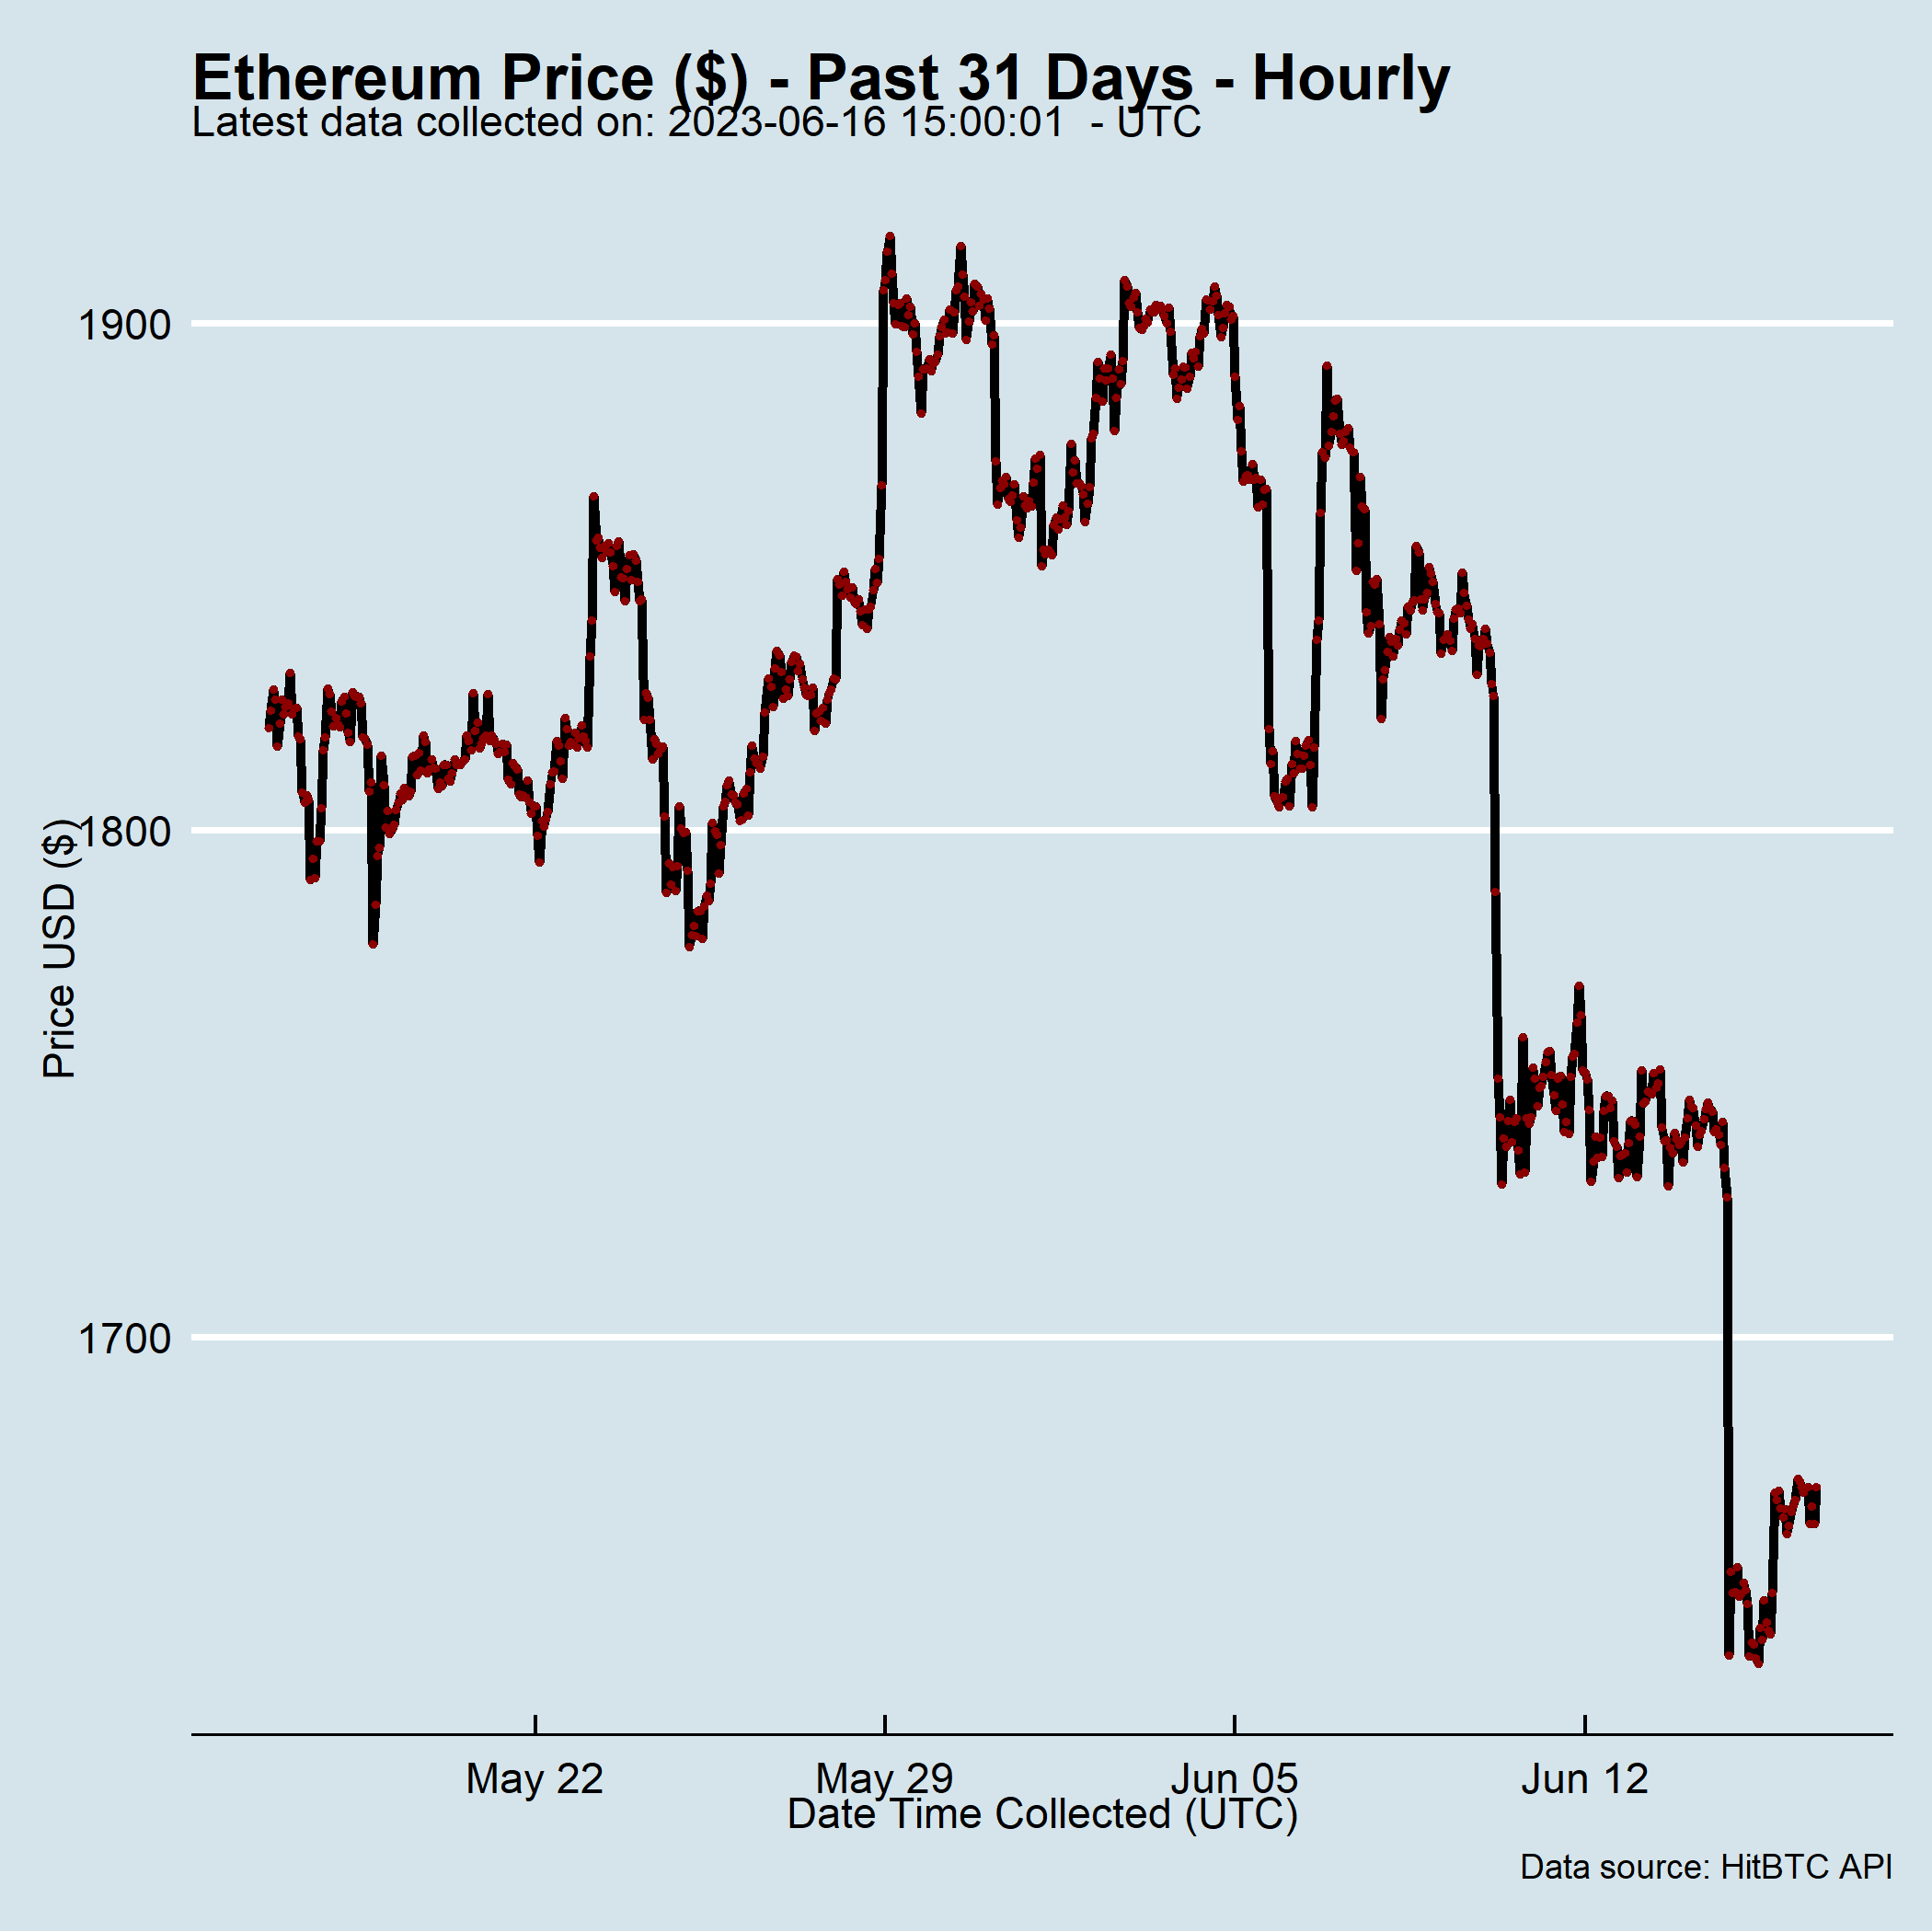 Ethereum Price ($) - Past 31 Days - Hourly
Latest data collected on: 2023-06-16 15:00:01  - UTC
1900
1800
1700
Price USD ($)
May 22
May 29
Jun 05
Jun 12
Date Time Collected (UTC)
Data source: HitBTC API